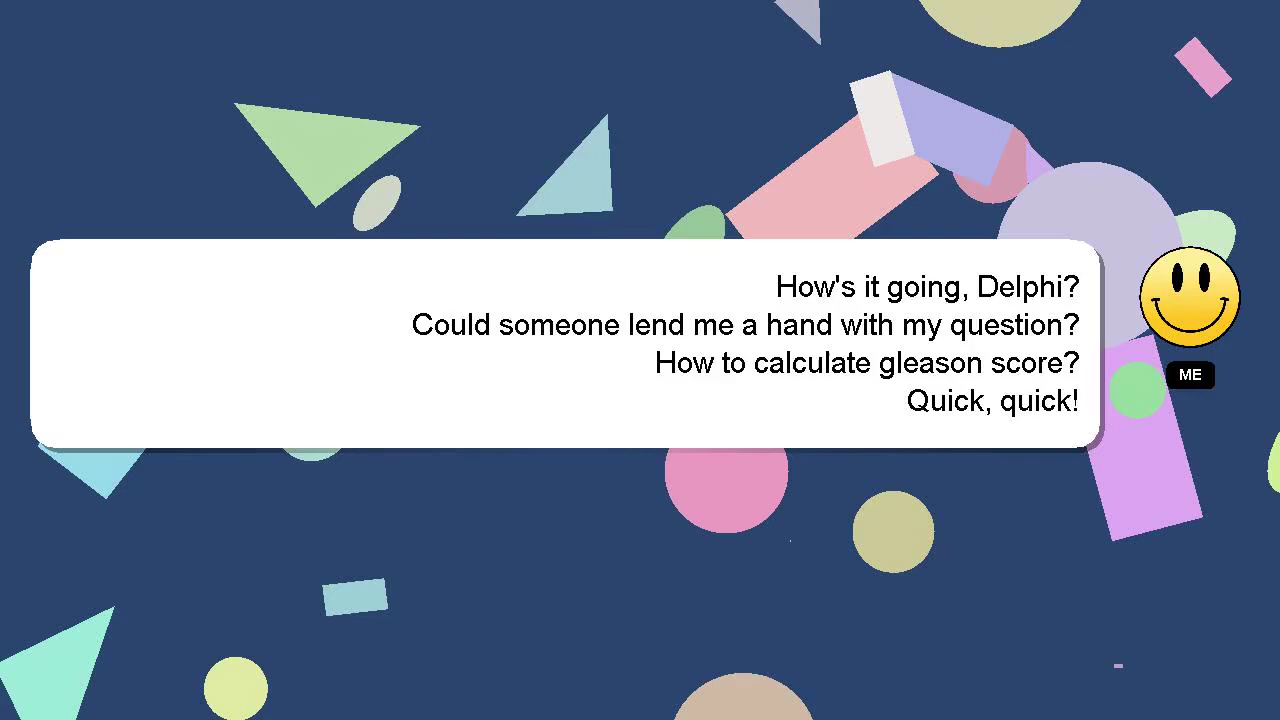 How's it going, Delphi?
Could someone lend me a hand with my question?
How to calculate gleason score?
Quick, quick!
ME